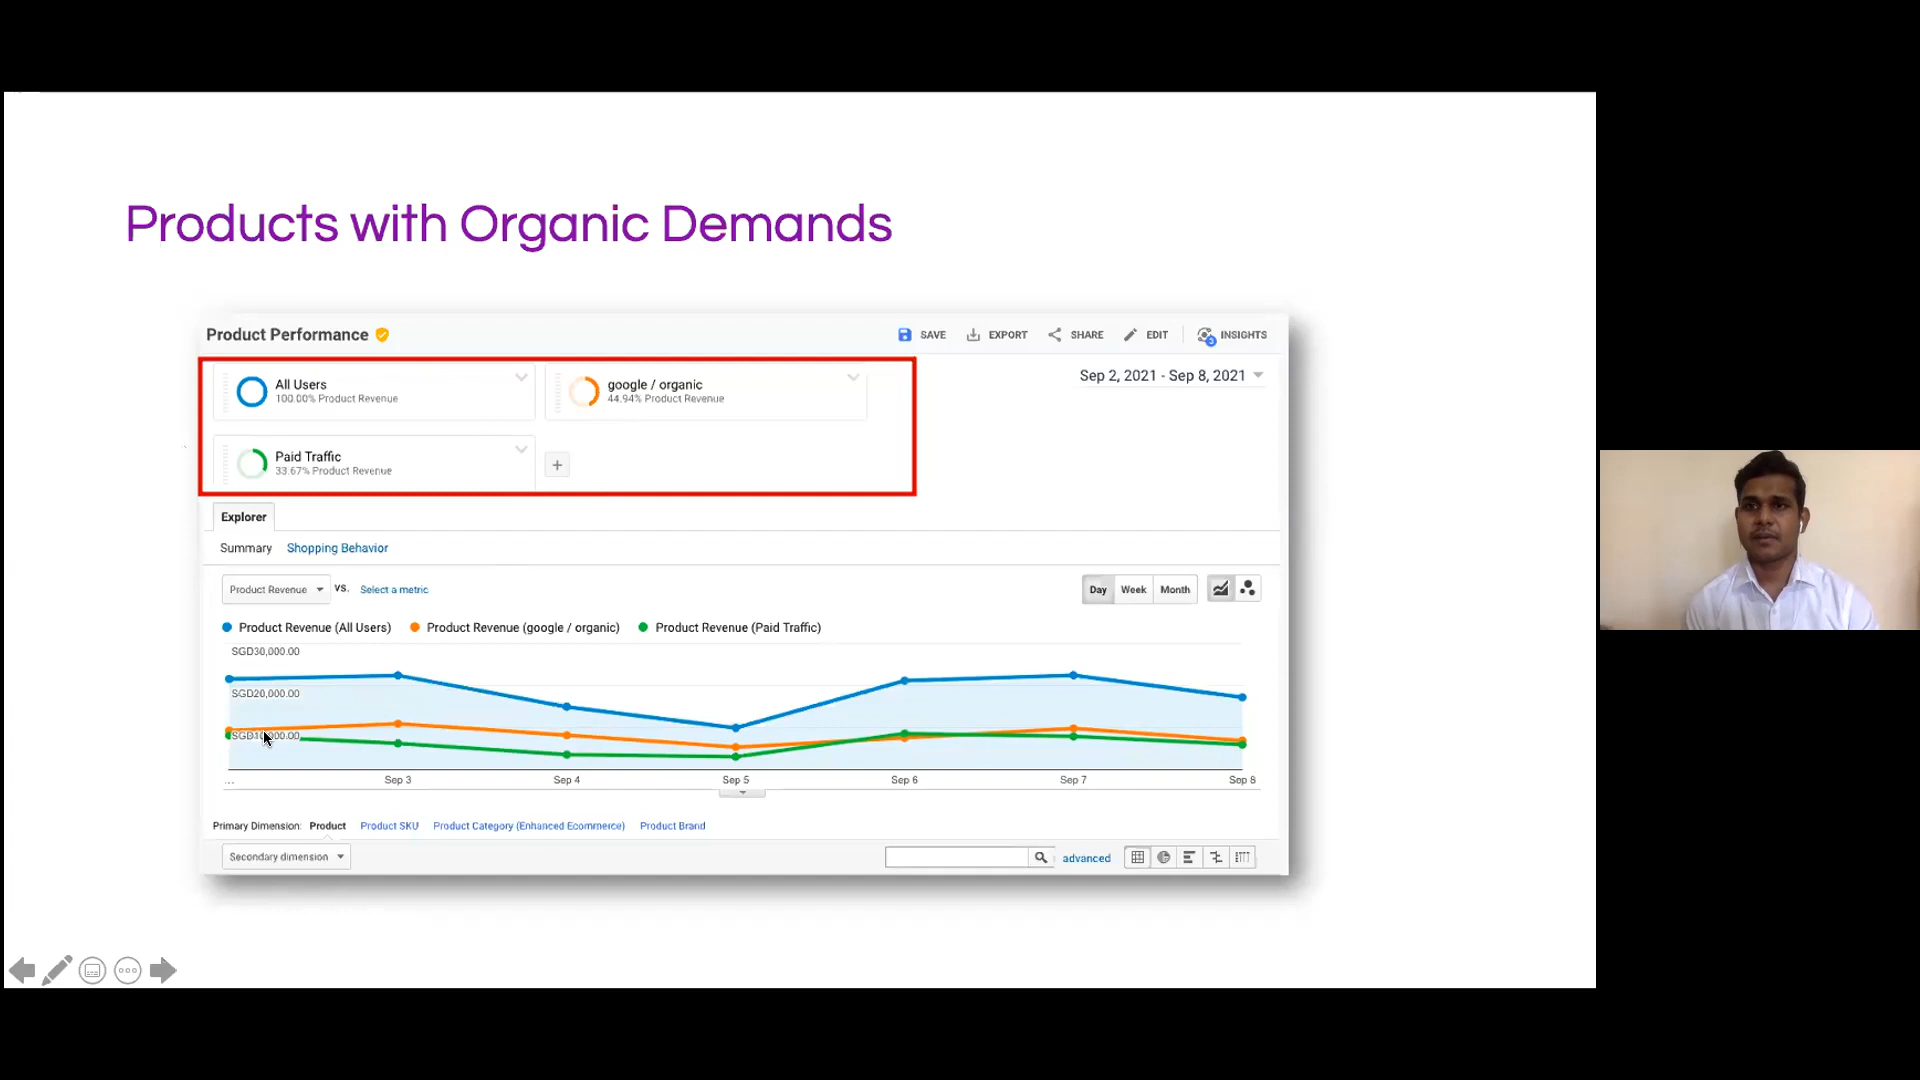 Products with Organic Demands
Product Performance
SAVE EXPORT SHARE EDIT INSIGHTS
3
All Users
100.00% Product Revenue
google / organic
44.94% Product Revenue
Sep 2, 2021 - Sep 8, 2021
Paid Traffic
33.67% Product Revenue
+
Explorer
Summary Shopping Behavior
Product Revenue VS. Select a metric
Day Week Month
Product Revenue (All Users) Product Revenue (google / organic) Product Revenue (Paid Traffic)
SGD30,000.00
SGD20,000.00
SGD10,000.00
... Sep 3 Sep 4 Sep 5 Sep 6 Sep 7 Sep 8
Primary Dimension: Product Product SKU Product Category (Enhanced Ecommerce) Product Brand
Secondary dimension advanced